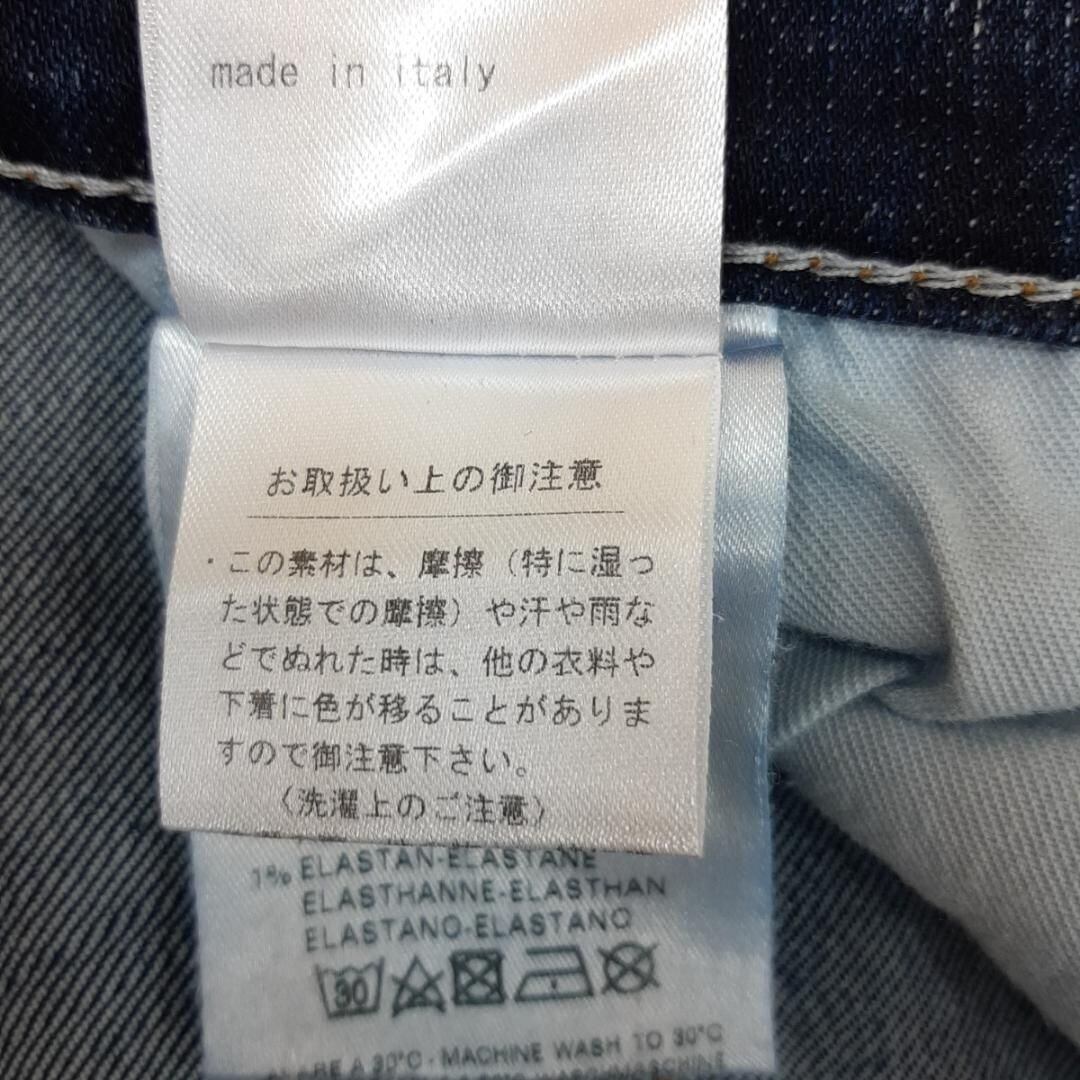 made in italy
お取扱い上の御注意
・この素材は、摩擦（特に湿っ
た状態での摩擦）や汗や雨な
どでぬれた時は、他の衣料や
下着に色が移ることがありま
すので御注意下さい。
（洗濯上のご注意）
1% ELASTAN-ELASTANE
ELASTHANNE-ELASTHAN
ELASTANO-ELASTANO
30
A 30°C - MACHINE WASH TO 30°C